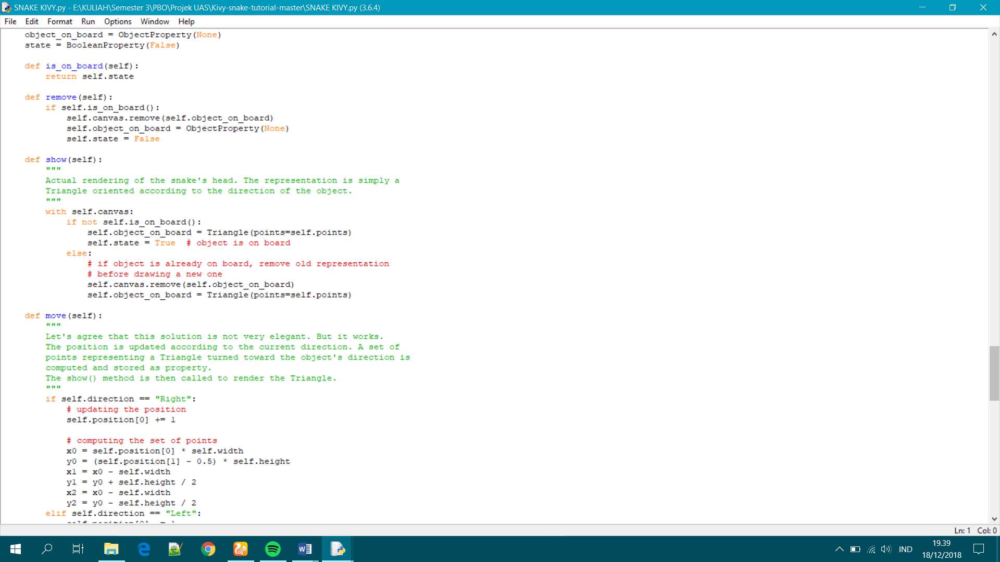 SNAKE KIVY.py - E:\KULIAH\Semester 3\PBO\Projek UAS\Kivy-snake-tutorial-master\SNAKE KIVY.py (3.6.4)
File Edit Format Run Options Window Help
    object_on_board = ObjectProperty(None)
    state = BooleanProperty(False)

    def is_on_board(self):
        return self.state

    def remove(self):
        if self.is_on_board():
            self.canvas.remove(self.object_on_board)
            self.object_on_board = ObjectProperty(None)
            self.state = False

    def show(self):
        """
        Actual rendering of the snake's head. The representation is simply a
        Triangle oriented according to the direction of the object.
        """
        with self.canvas:
            if not self.is_on_board():
                self.object_on_board = Triangle(points=self.points)
                self.state = True  # object is on board
            else:
                # if object is already on board, remove old representation
                # before drawing a new one
                self.canvas.remove(self.object_on_board)
                self.object_on_board = Triangle(points=self.points)

    def move(self):
        """
        Let's agree that this solution is not very elegant. But it works.
        The position is updated according to the current direction. A set of
        points representing a Triangle turned toward the object's direction is
        computed and stored as property.
        The show() method is then called to render the Triangle.
        """
        if self.direction == "Right":
            # updating the position
            self.position[0] += 1

            # computing the set of points
            x0 = self.position[0] * self.width
            y0 = (self.position[1] - 0.5) * self.height
            x1 = x0 - self.width
            y1 = y0 + self.height / 2
            x2 = x0 - self.width
            y2 = y0 - self.height / 2
        elif self.direction == "Left":
Ln: 1 Col: 0
IND
19.39
18/12/2018